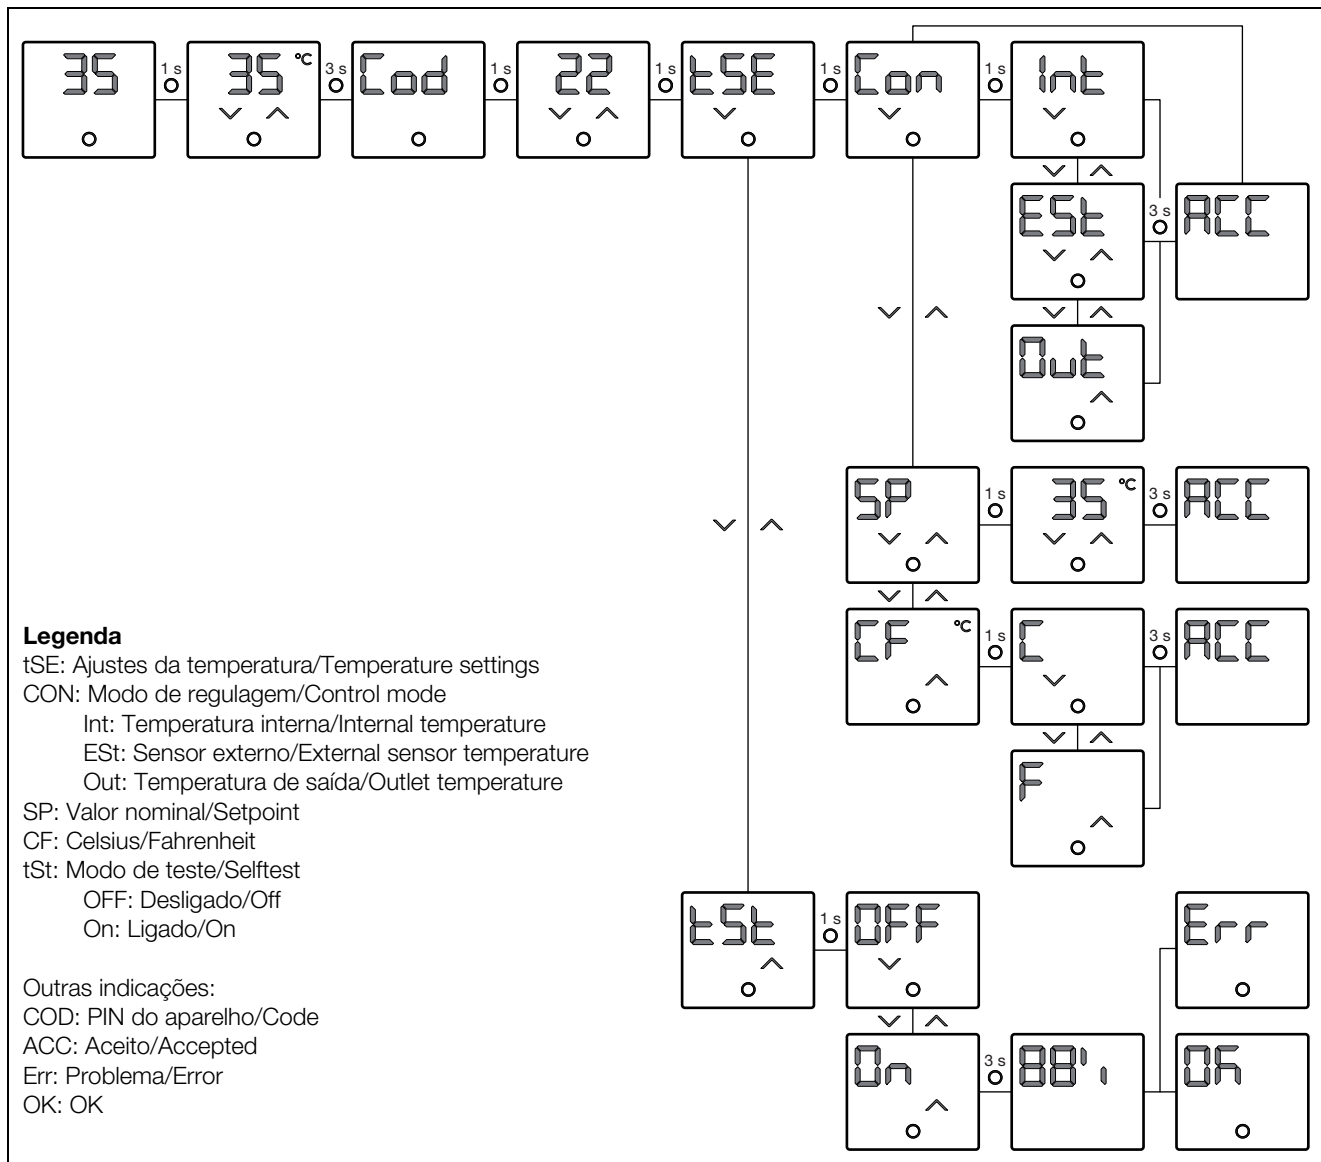 35 1 s 35 °C 3 s Cod 1 s 22 1 s tSE 1 s Con 1 s Int
ESt 3 s ACC
Out
SP 1 s 35 °C 3 s ACC
CF °C 1 s C 3 s ACC
F
Legenda
tSE: Ajustes da temperatura/Temperature settings
CON: Modo de regulagem/Control mode
Int: Temperatura interna/Internal temperature
ESt: Sensor externo/External sensor temperature
Out: Temperatura de saída/Outlet temperature
SP: Valor nominal/Setpoint
CF: Celsius/Fahrenheit
tSt: Modo de teste/Selftest
OFF: Desligado/Off
On: Ligado/On
Outras indicações:
COD: PIN do aparelho/Code
ACC: Aceito/Accepted
Err: Problema/Error
OK: OK
tSt 1 s OFF Err
On 3 s 88 OK